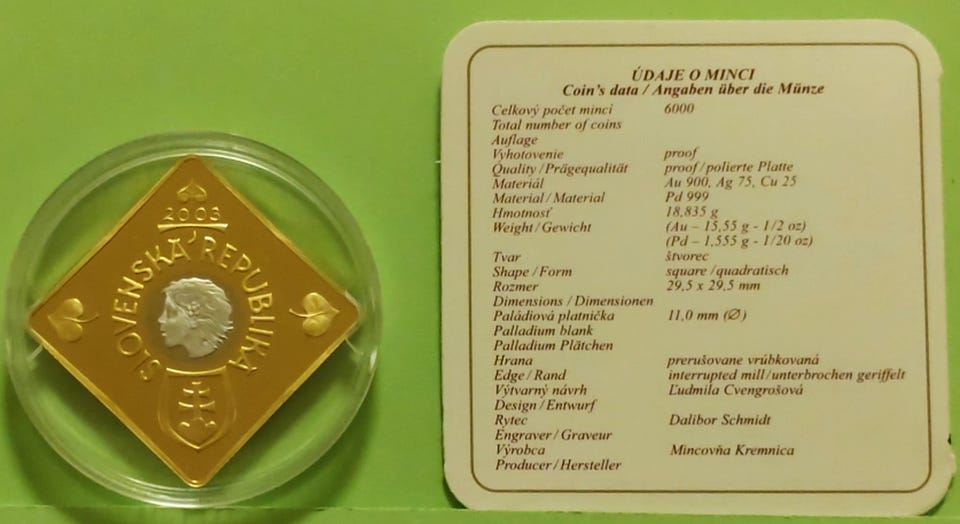 2003
SLOVENSKÁ REPUBLIKA
ÚDAJE O MINCI
Coin's data / Angaben über die Münze
Celkový počet mincí 6000
Total number of coins
Auflage
Vyhotovenie proof
Quality / Prägequalität proof / polierte Platte
Materiál Au 900, Ag 75, Cu 25
Material / Material Pd 999
Hmotnosť 18,835 g
Weight / Gewicht (Au – 15,55 g - 1/2 oz)
(Pd – 1,555 g - 1/20 oz)
Tvar štvorec
Shape / Form square / quadratisch
Rozmer 29,5 x 29,5 mm
Dimensions / Dimensionen
Paládiová platnička 11,0 mm (∅)
Palladium blank
Palladium Plätchen
Hrana prerušovane vrúbkovaná
Edge / Rand interrupted mill / unterbrochen geriffelt
Výtvarný návrh Ľudmila Cvengrošová
Design / Entwurf
Rytec Dalibor Schmidt
Engraver / Graveur
Výrobca Mincovňa Kremnica
Producer / Hersteller